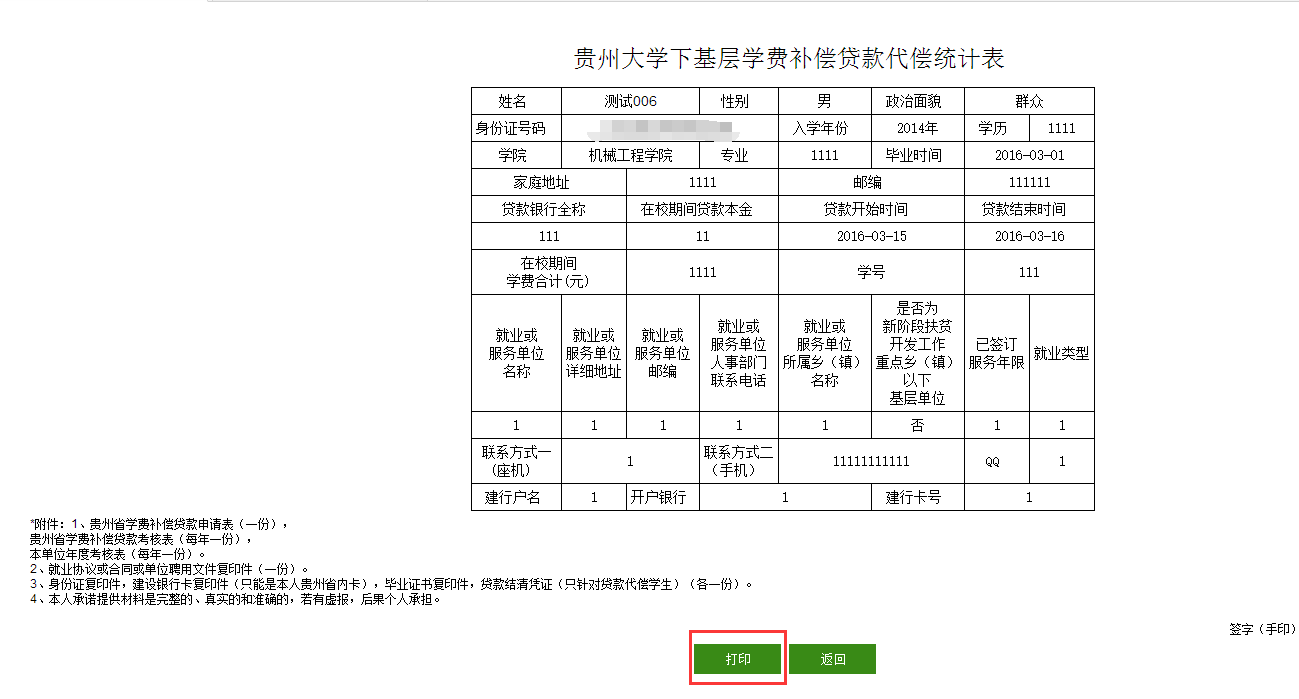 贵州大学下基层学费补偿贷款代偿统计表
姓名 测试006 性别 男 政治面貌 群众
身份证号码 入学年份 2014年 学历 1111
学院 机械工程学院 专业 1111 毕业时间 2016-03-01
家庭地址 1111 邮编 111111
贷款银行全称 在校期间贷款本金 贷款开始时间 贷款结束时间
111 11 2016-03-15 2016-03-16
在校期间
学费合计(元) 1111 学号 111
就业或
服务单位
名称
就业或
服务单位
详细地址
就业或
服务单位
邮编
就业或
服务单位
人事部门
联系电话
就业或
服务单位
所属乡（镇）
名称
是否为
新阶段扶贫
开发工作
重点乡（镇）
以下
基层单位
已签订
服务年限
就业类型
1 1 1 1 1 否 1 1
联系方式一
(座机) 1
联系方式二
（手机） 11111111111 QQ 1
建行户名 1 开户银行 1 建行卡号 1
*附件：1、贵州省学费补偿贷款申请表（一份），
贵州省学费补偿贷款考核表（每年一份），
本单位年度考核表（每年一份）。
2、就业协议或合同或单位聘用文件复印件（一份）。
3、身份证复印件，建设银行卡复印件（只能是本人贵州省内卡），毕业证书复印件，贷款结清凭证（只针对贷款代偿学生）（各一份）。
4、本人承诺提供材料是完整的、真实的和准确的，若有虚报，后果个人承担。
签字（手印）
打印 返回